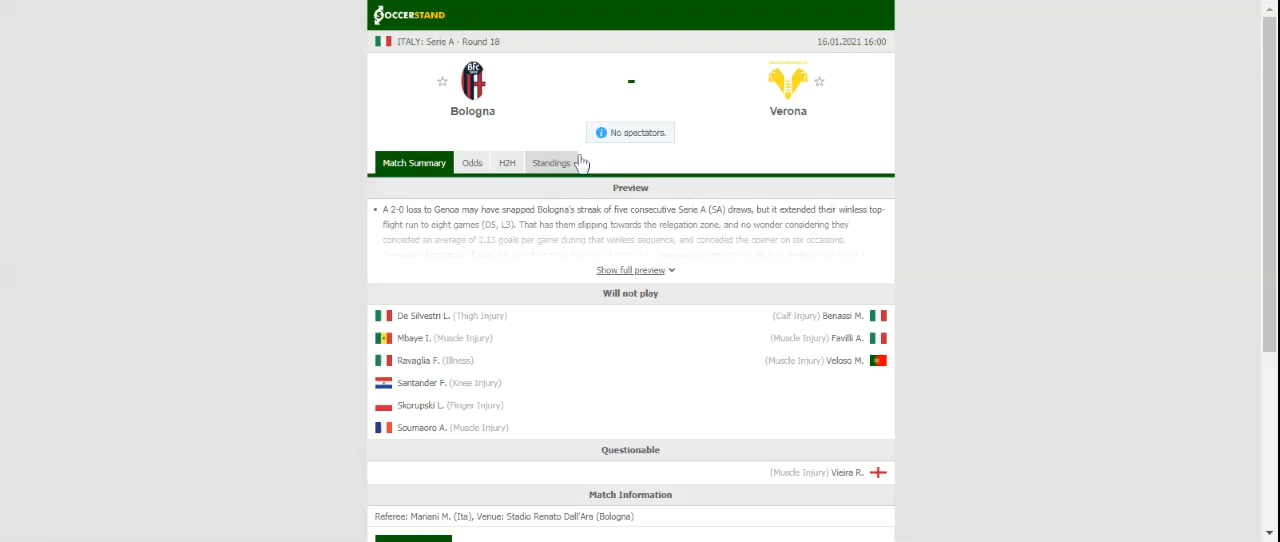 SOCCERSTAND
ITALY: Serie A - Round 18 16.01.2021 16:00
BFC
-
Bologna Verona
No spectators.
Match Summary Odds H2H Standings
Preview
• A 2-0 loss to Genoa may have snapped Bologna's streak of five consecutive Serie A (SA) draws, but it extended their winless top-
flight run to eight games (D5, L3). That has them slipping towards the relegation zone, and no wonder considering they
conceded an average of 2.13 goals per game during that winless sequence, and conceded the opener on six occasions.
Show full preview
Will not play
De Silvestri L. (Thigh Injury) (Calf Injury) Benassi M.
Mbaye I. (Muscle Injury) (Muscle Injury) Favilli A.
Ravaglia F. (Illness) (Muscle Injury) Veloso M.
Santander F. (Knee Injury)
Skorupski L. (Finger Injury)
Soumaoro A. (Muscle Injury)
Questionable
(Muscle Injury) Vieira R.
Match Information
Referee: Mariani M. (Ita), Venue: Stadio Renato Dall'Ara (Bologna)